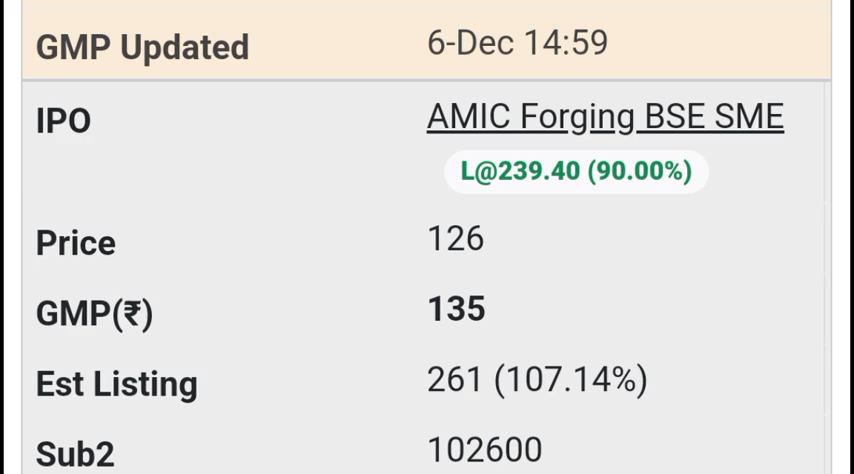 GMP Updated 6-Dec 14:59
IPO AMIC Forging BSE SME
L@239.40 (90.00%)
Price 126
GMP(₹) 135
Est Listing 261 (107.14%)
Sub2 102600